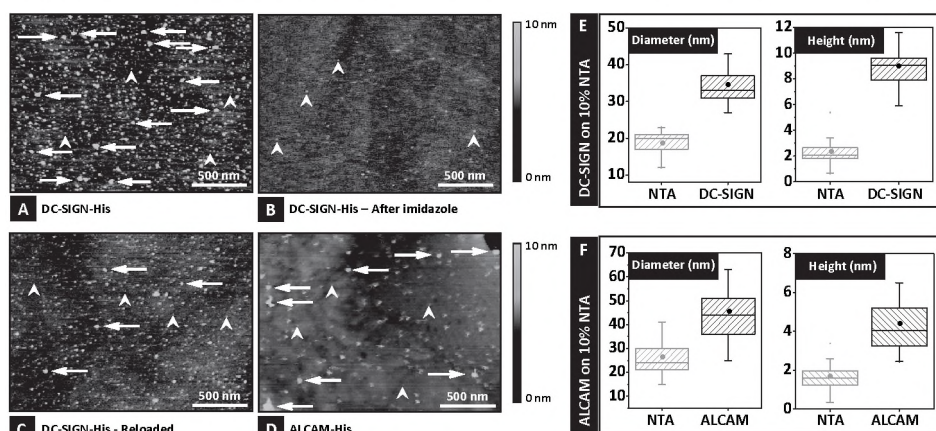 10 nm
0 nm
500 nm
500 nm
A DC-SIGN-His
B DC-SIGN-His – After imidazole
10 nm
0 nm
500 nm
500 nm
C DC-SIGN-His - Reloaded
D ALCAM-His
E
DC-SIGN on 10% NTA
Diameter (nm)
50
40
30
20
10
NTA DC-SIGN
Height (nm)
12
10
8
6
4
2
0
NTA DC-SIGN
F
ALCAM on 10% NTA
Diameter (nm)
70
60
50
40
30
20
10
NTA ALCAM
Height (nm)
8
6
4
2
0
NTA ALCAM